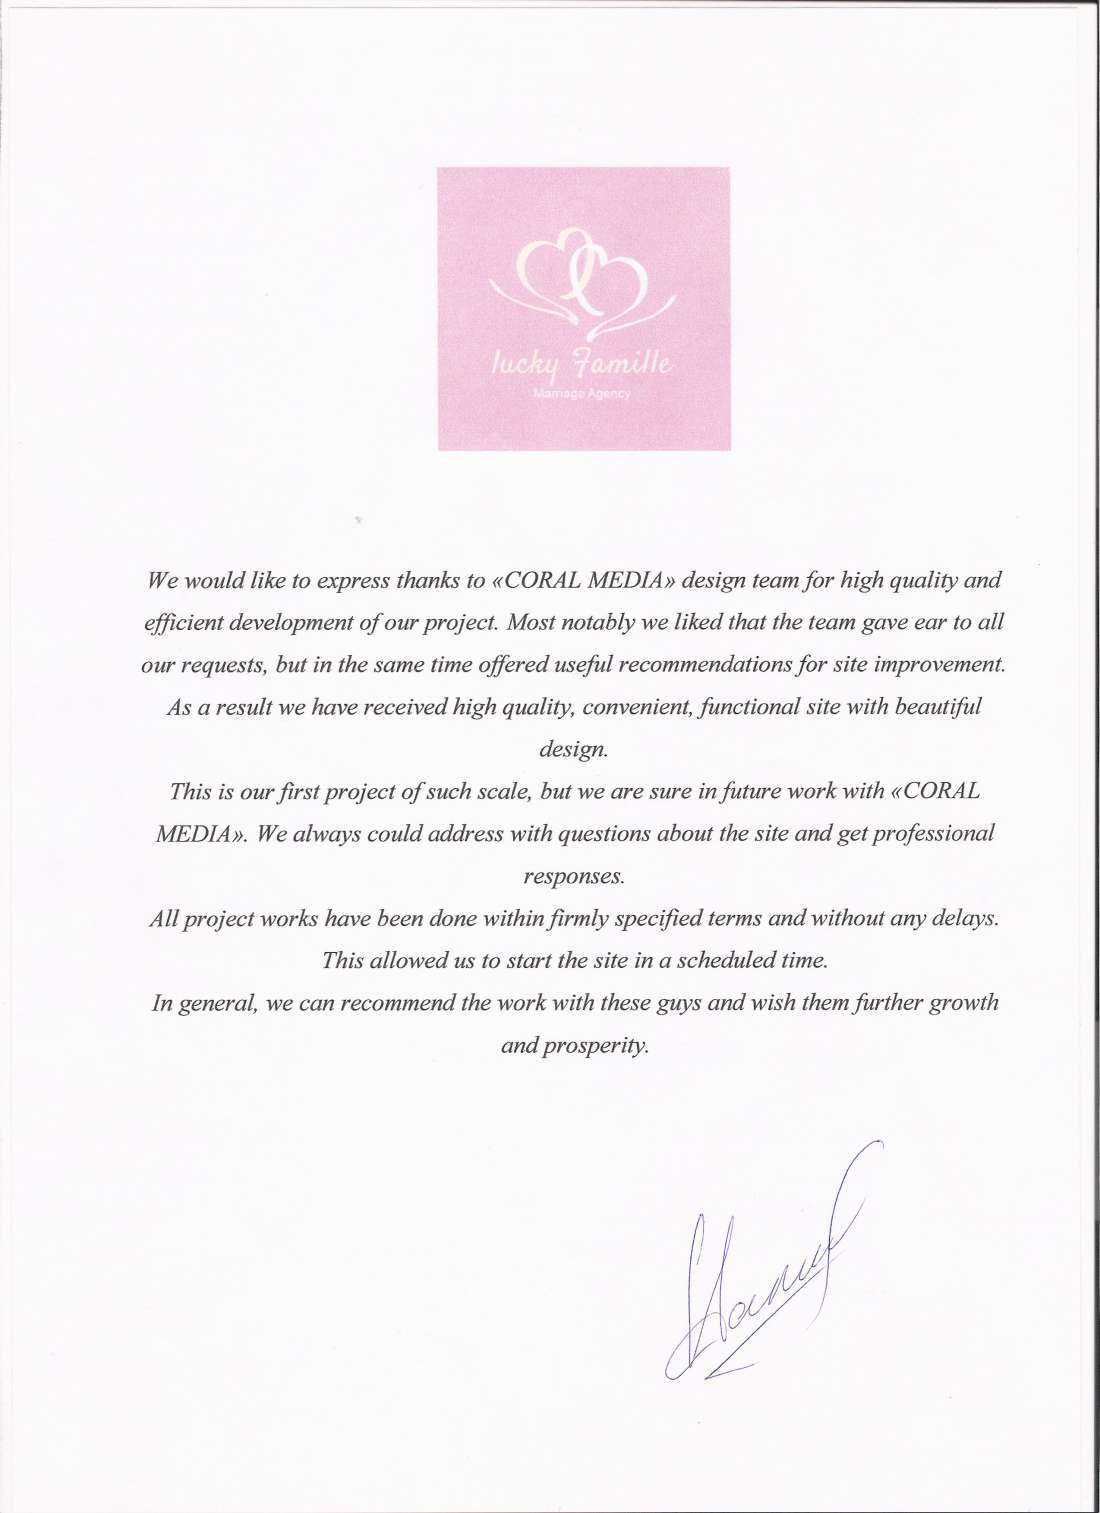 lucky Famille
Marriage Agency
We would like to express thanks to «CORAL MEDIA» design team for high quality and
efficient development of our project. Most notably we liked that the team gave ear to all
our requests, but in the same time offered useful recommendations for site improvement.
As a result we have received high quality, convenient, functional site with beautiful
design.
This is our first project of such scale, but we are sure in future work with «CORAL
MEDIA». We always could address with questions about the site and get professional
responses.
All project works have been done within firmly specified terms and without any delays.
This allowed us to start the site in a scheduled time.
In general, we can recommend the work with these guys and wish them further growth
and prosperity.